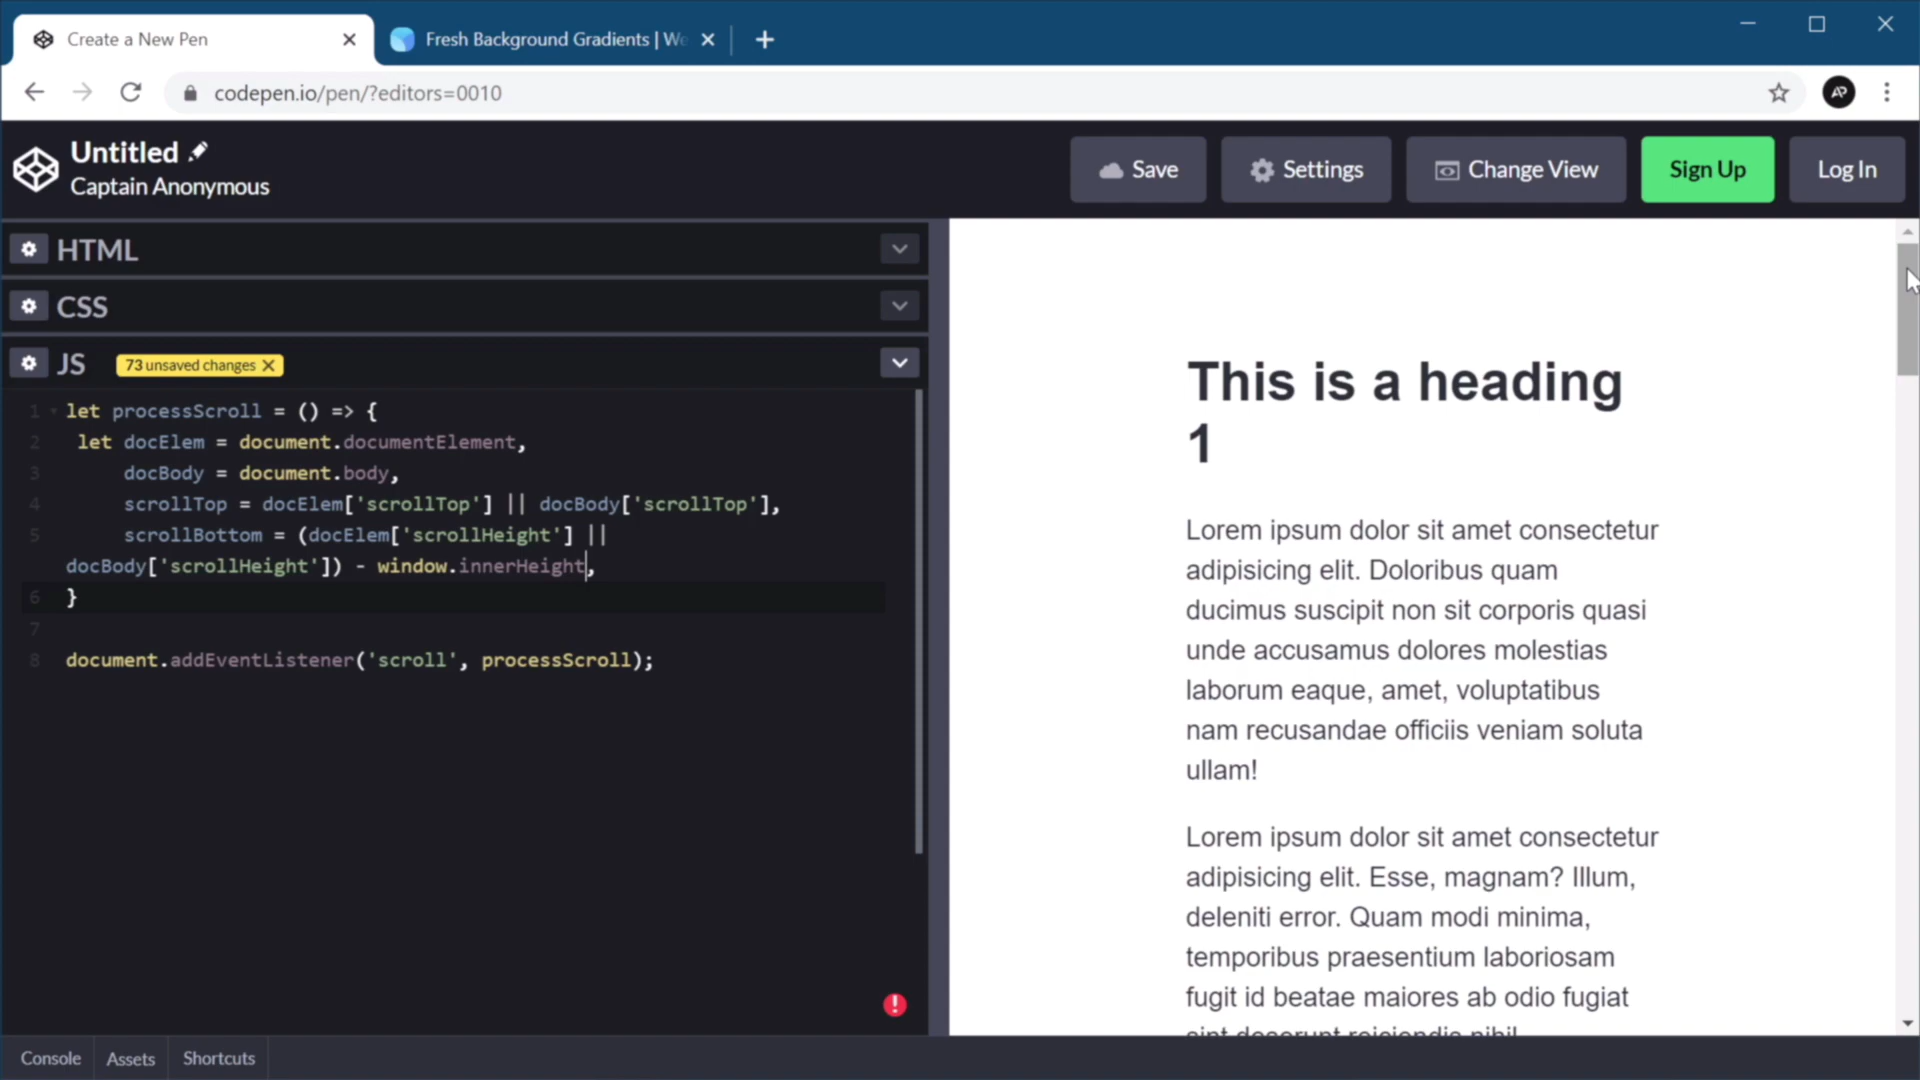 Create a New Pen
Fresh Background Gradients | We
codepen.io/pen/?editors=0010
AP
Untitled
Captain Anonymous
Save
Settings
Change View
Sign Up
Log In
HTML
CSS
JS
73 unsaved changes
1 let processScroll = () => {
2 let docElem = document.documentElement,
3 docBody = document.body,
4 scrollTop = docElem['scrollTop'] || docBody['scrollTop'],
5 scrollBottom = (docElem['scrollHeight'] ||
docBody['scrollHeight']) - window.innerHeight,
6 }
7
8 document.addEventListener('scroll', processScroll);
This is a heading
1
Lorem ipsum dolor sit amet consectetur
adipisicing elit. Doloribus quam
ducimus suscipit non sit corporis quasi
unde accusamus dolores molestias
laborum eaque, amet, voluptatibus
nam recusandae officiis veniam soluta
ullam!
Lorem ipsum dolor sit amet consectetur
adipisicing elit. Esse, magnam? Illum,
deleniti error. Quam modi minima,
temporibus praesentium laboriosam
fugit id beatae maiores ab odio fugiat
sint deserunt reiciendis nihil
Console
Assets
Shortcuts